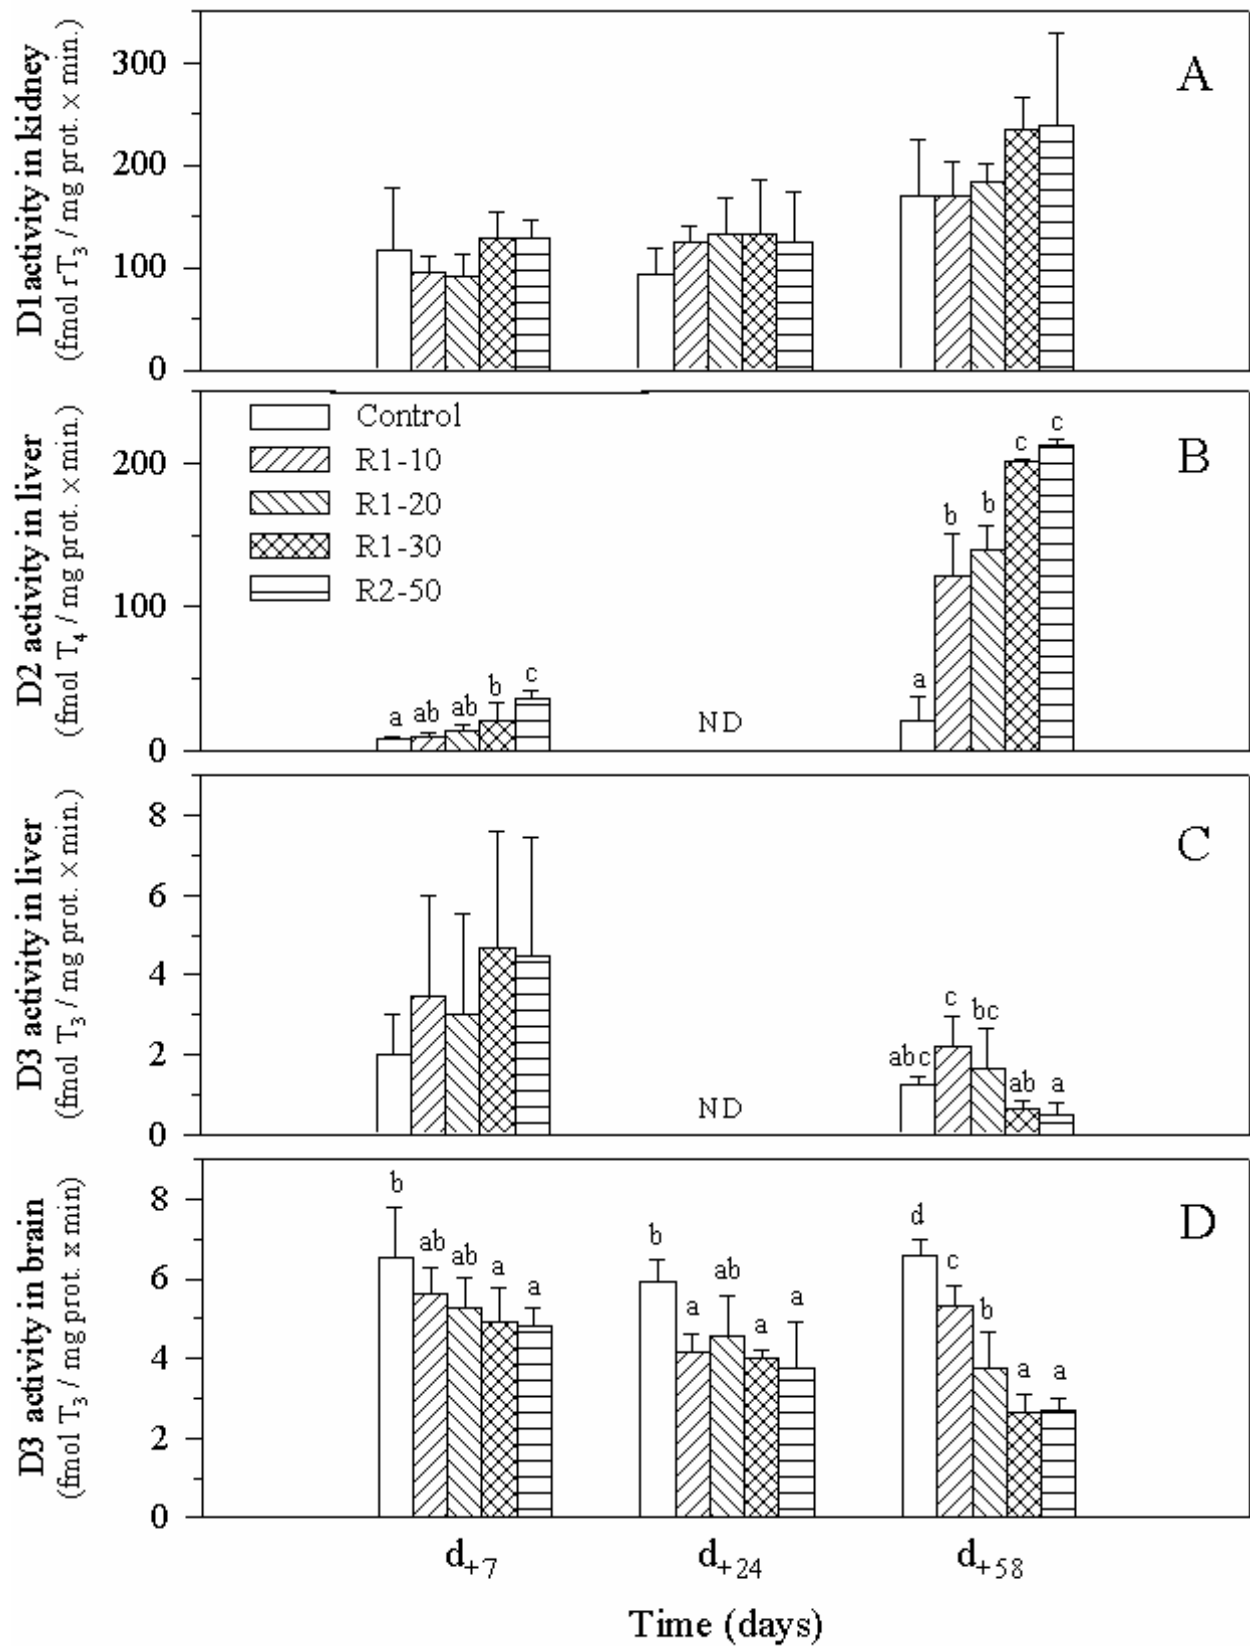 D1activity in kidney
(fmol rT3 / mg prot. × min.)
300
200
100
0
A
D2 activity in liver
(fmol T4 / mg prot. × min.)
200
100
0
Control
R1-10
R1-20
R1-30
R2-50
B
a ab ab b c
ND
a b b c c
D3 activity in liver
(fmol T3 / mg prot. × min.)
8
6
4
2
0
C
ND
abc c bc ab a
D3 activity in brain
(fmol T3 / mg prot. x min)
8
6
4
2
0
D
b ab ab a a
b a ab a a
d c b a a
d+7 d+24 d+58
Time (days)